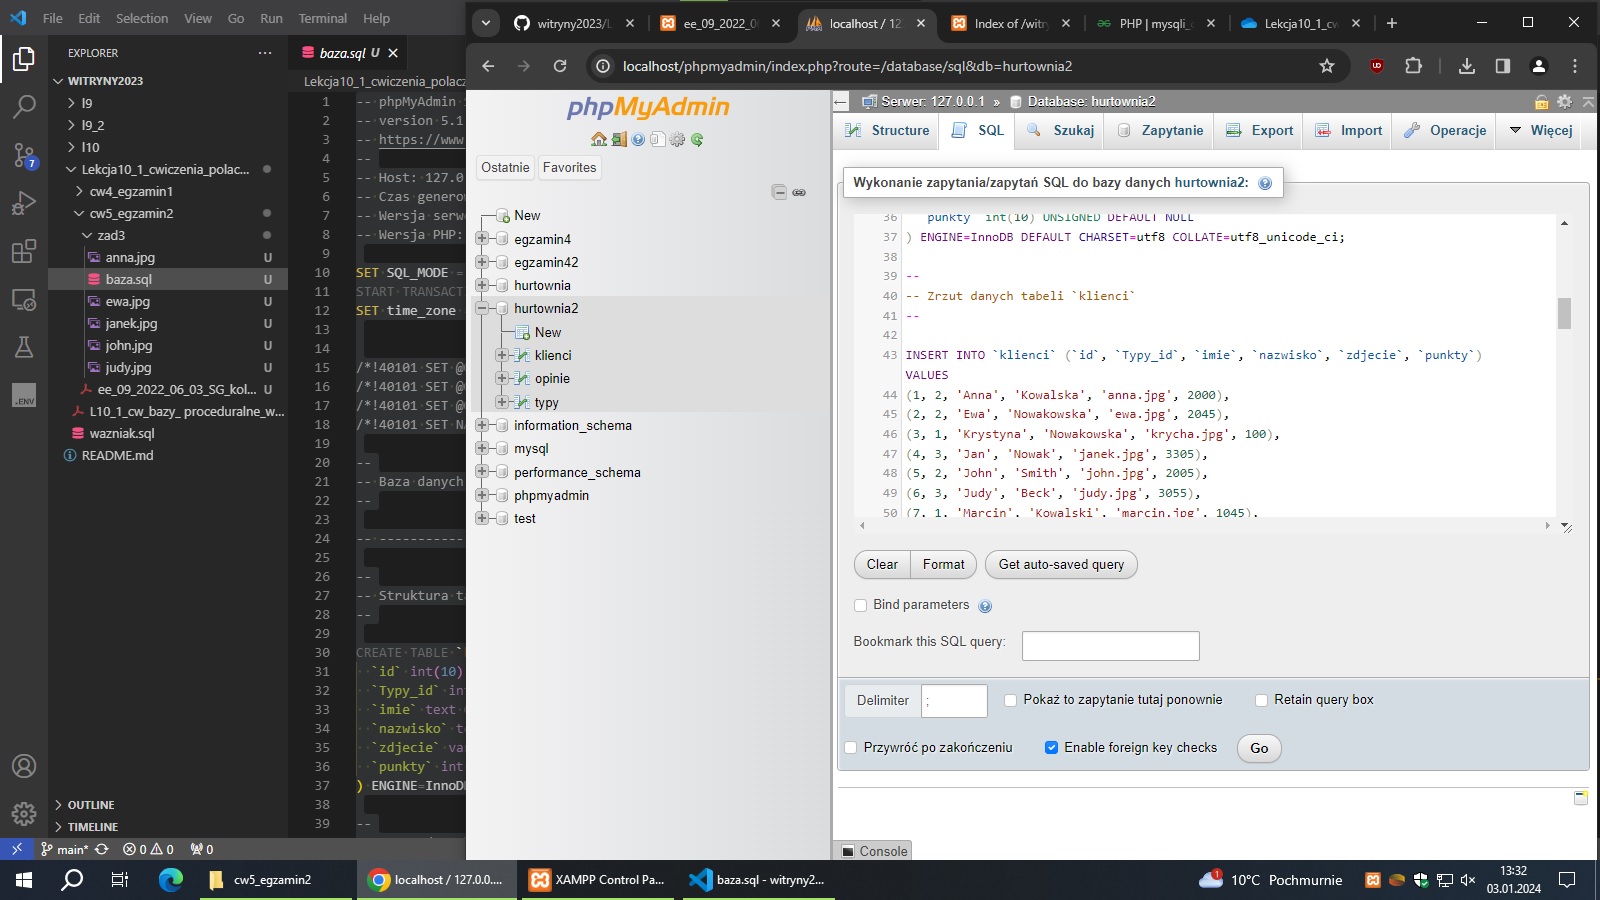 File Edit Selection View Go Run Terminal Help
EXPLORER
WITRYNY2023
l9
l9_2
l10
Lekcja10_1_cwiczenia_polac...
cw4_egzamin1
cw5_egzamin2
zad3
anna.jpg U
baza.sql U
ewa.jpg U
janek.jpg U
john.jpg U
judy.jpg U
ee_09_2022_06_03_SG_kol... U
L10_1_cw_bazy_ proceduralne_w...
wazniak.sql
README.md
OUTLINE
TIMELINE
7
.ENV
main* 0 0 0
baza.sql U
Lekcja10_1_cwiczenia_polacz
1 -- phpMyAdmin
2 -- version 5.1
3 -- https://www
4 --
5 -- Host: 127.0
6 -- Czas genero
7 -- Wersja serw
8 -- Wersja PHP:
9
10 SET SQL_MODE =
11 START TRANSACT
12 SET time_zone
13
14
15 /*!40101 SET @
16 /*!40101 SET @
17 /*!40101 SET @
18 /*!40101 SET NA
19
20 --
21 -- Baza danych
22 --
23
24 -- -----------
25
26 --
27 -- Struktura ta
28 --
29
30 CREATE TABLE `
31 `id` int(10)
32 `Typy_id` int
33 `imie` text
34 `nazwisko` te
35 `zdjecie` va
36 `punkty` int
37 ) ENGINE=InnoD
38
39 --
witryny2023/L
ee_09_2022_0
localhost / 12
Index of /witr
PHP | mysqli_
Lekcja10_1_cw
localhost/phpmyadmin/index.php?route=/database/sql&db=hurtownia2
phpMyAdmin
Ostatnie Favorites
New
egzamin4
egzamin42
hurtownia
hurtownia2
New
klienci
opinie
typy
information_schema
mysql
performance_schema
phpmyadmin
test
Serwer: 127.0.0.1 » Database: hurtownia2
Structure SQL Szukaj Zapytanie Export Import Operacje Więcej
Wykonanie zapytania/zapytań SQL do bazy danych hurtownia2:
36 `punkty` int(10) UNSIGNED DEFAULT NULL
37 ) ENGINE=InnoDB DEFAULT CHARSET=utf8 COLLATE=utf8_unicode_ci;
38
39 --
40 -- Zrzut danych tabeli `klienci`
41 --
42
43 INSERT INTO `klienci` (`id`, `Typy_id`, `imie`, `nazwisko`, `zdjecie`, `punkty`)
VALUES
44 (1, 2, 'Anna', 'Kowalska', 'anna.jpg', 2000),
45 (2, 2, 'Ewa', 'Nowakowska', 'ewa.jpg', 2045),
46 (3, 1, 'Krystyna', 'Nowakowska', 'krycha.jpg', 100),
47 (4, 3, 'Jan', 'Nowak', 'janek.jpg', 3305),
48 (5, 2, 'John', 'Smith', 'john.jpg', 2005),
49 (6, 3, 'Judy', 'Beck', 'judy.jpg', 3055),
50 (7, 1, 'Marcin', 'Kowalski', 'marcin.jpg', 1045),
Clear Format Get auto-saved query
Bind parameters
Bookmark this SQL query:
Delimiter ; Pokaż to zapytanie tutaj ponownie Retain query box
Przywróć po zakończeniu Enable foreign key checks Go
Console
cw5_egzamin2
localhost / 127.0.0....
XAMPP Control Pa...
baza.sql - witryny2...
1
10°C Pochmurnie
13:32
03.01.2024